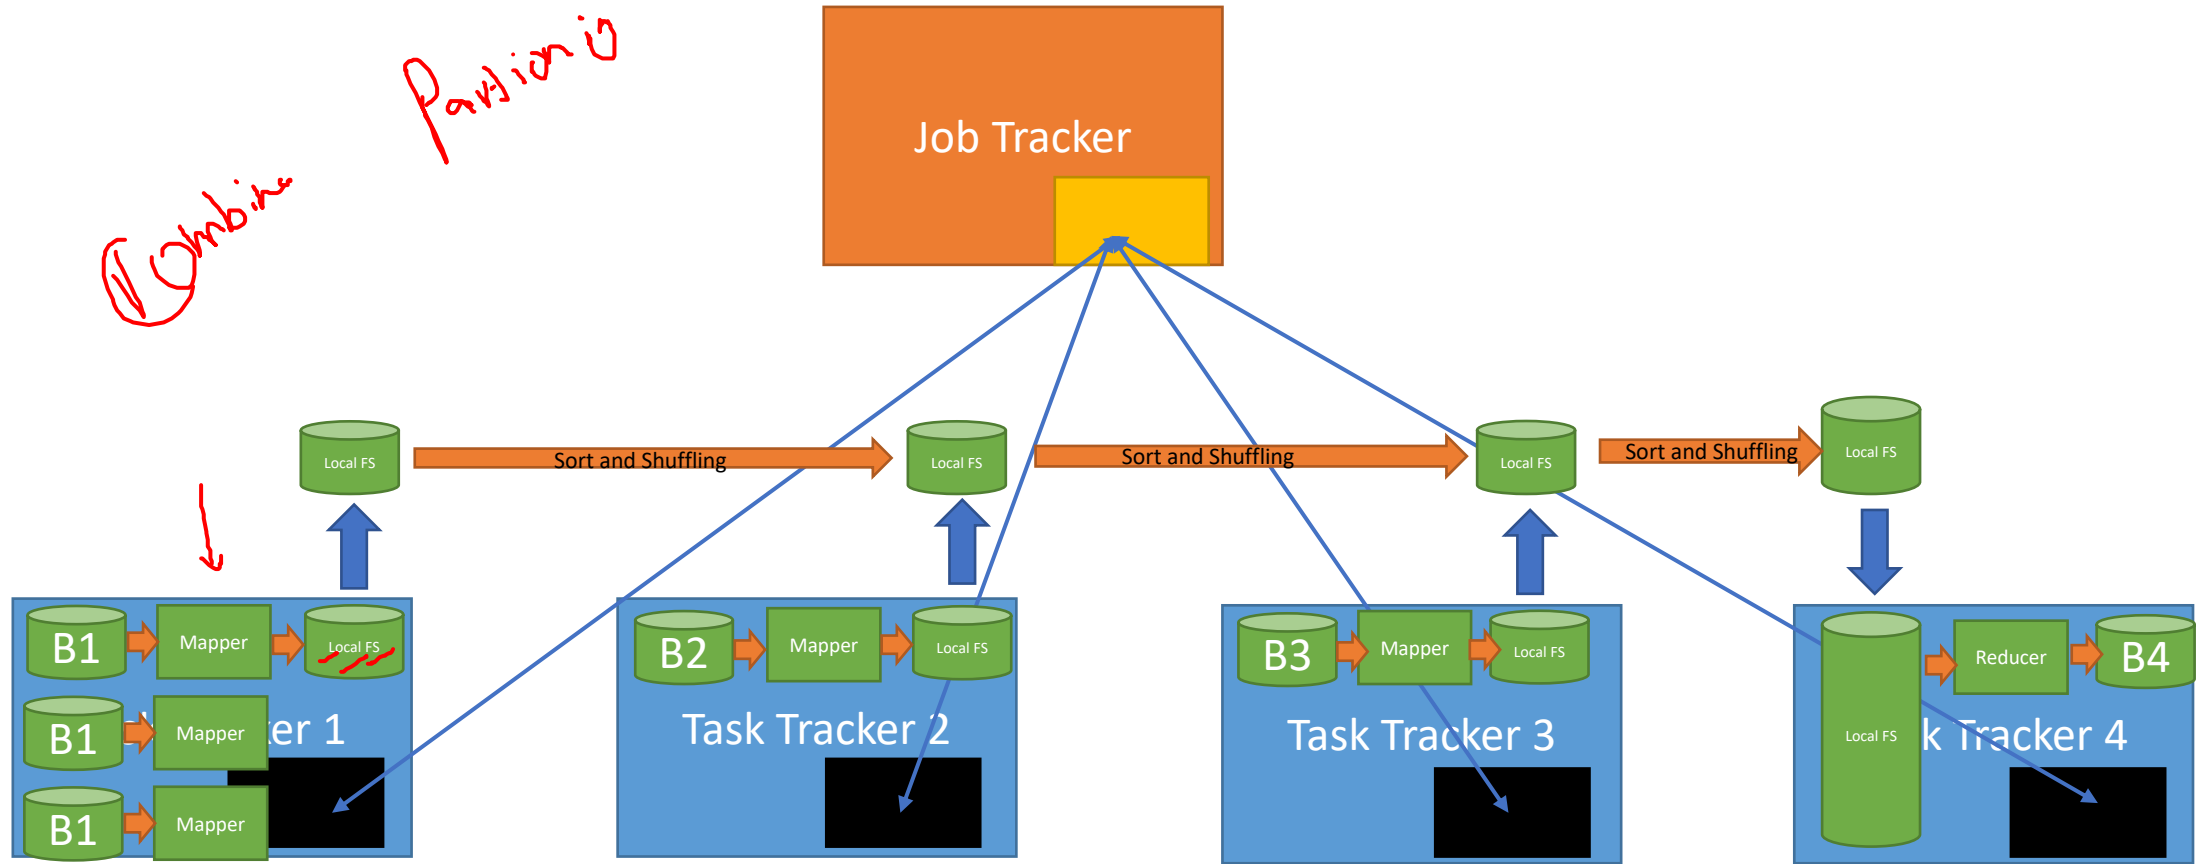 Job Tracker
Combine
Local FS
Sort and Shuffling
Local FS
Sort and Shuffling
Local FS
Sort and Shuffling
Local FS
B1
Mapper
Local FS
B1
Mapper
B1
Mapper
ker 1
B2
Mapper
Local FS
Task Tracker 2
B3
Mapper
Local FS
Task Tracker 3
Local FS
Reducer
B4
k Tracker 4